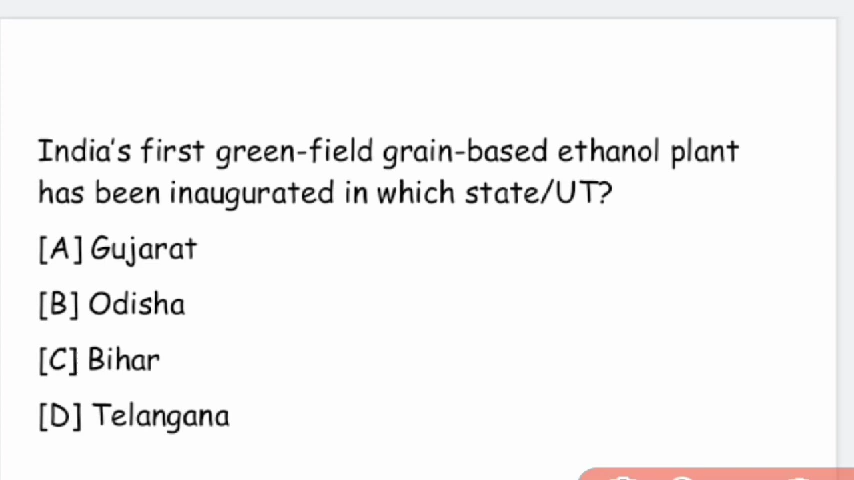 India's first green-field grain-based ethanol plant
has been inaugurated in which state/UT?
[A] Gujarat
[B] Odisha
[C] Bihar
[D] Telangana